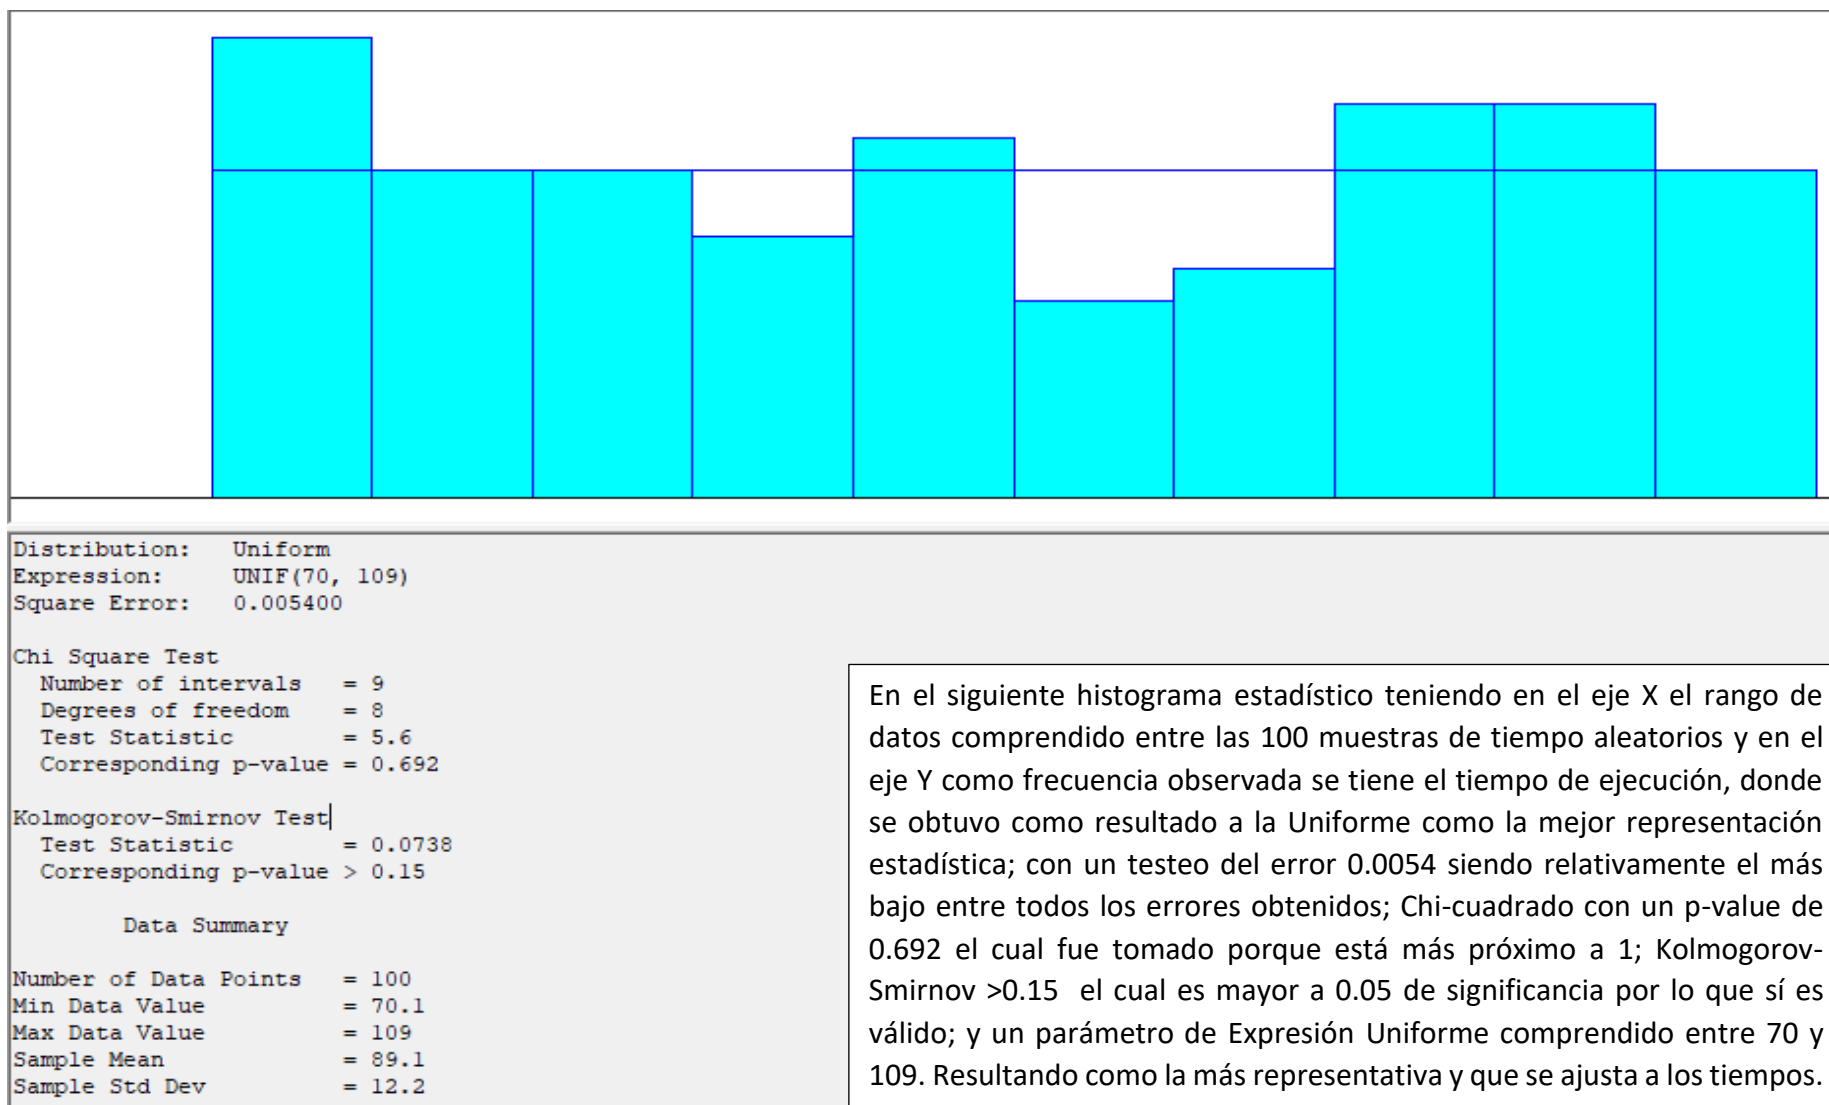 Distribution: Uniform
Expression: UNIF(70, 109)
Square Error: 0.005400
Chi Square Test
Number of intervals = 9
Degrees of freedom = 8
Test Statistic = 5.6
Corresponding p-value = 0.692
Kolmogorov-Smirnov Test
Test Statistic = 0.0738
Corresponding p-value > 0.15
Data Summary
Number of Data Points = 100
Min Data Value = 70.1
Max Data Value = 109
Sample Mean = 89.1
Sample Std Dev = 12.2
En el siguiente histograma estadístico teniendo en el eje X el rango de
datos comprendido entre las 100 muestras de tiempo aleatorios y en el
eje Y como frecuencia observada se tiene el tiempo de ejecución, donde
se obtuvo como resultado a la Uniforme como la mejor representación
estadística; con un testeo del error 0.0054 siendo relativamente el más
bajo entre todos los errores obtenidos; Chi-cuadrado con un p-value de
0.692 el cual fue tomado porque está más próximo a 1; Kolmogorov-
Smirnov >0.15 el cual es mayor a 0.05 de significancia por lo que sí es
válido; y un parámetro de Expresión Uniforme comprendido entre 70 y
109. Resultando como la más representativa y que se ajusta a los tiempos.